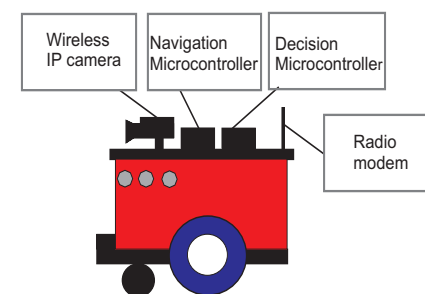 Wireless
IP camera
Navigation
Microcontroller
Decision
Microcontroller
Radio
modem